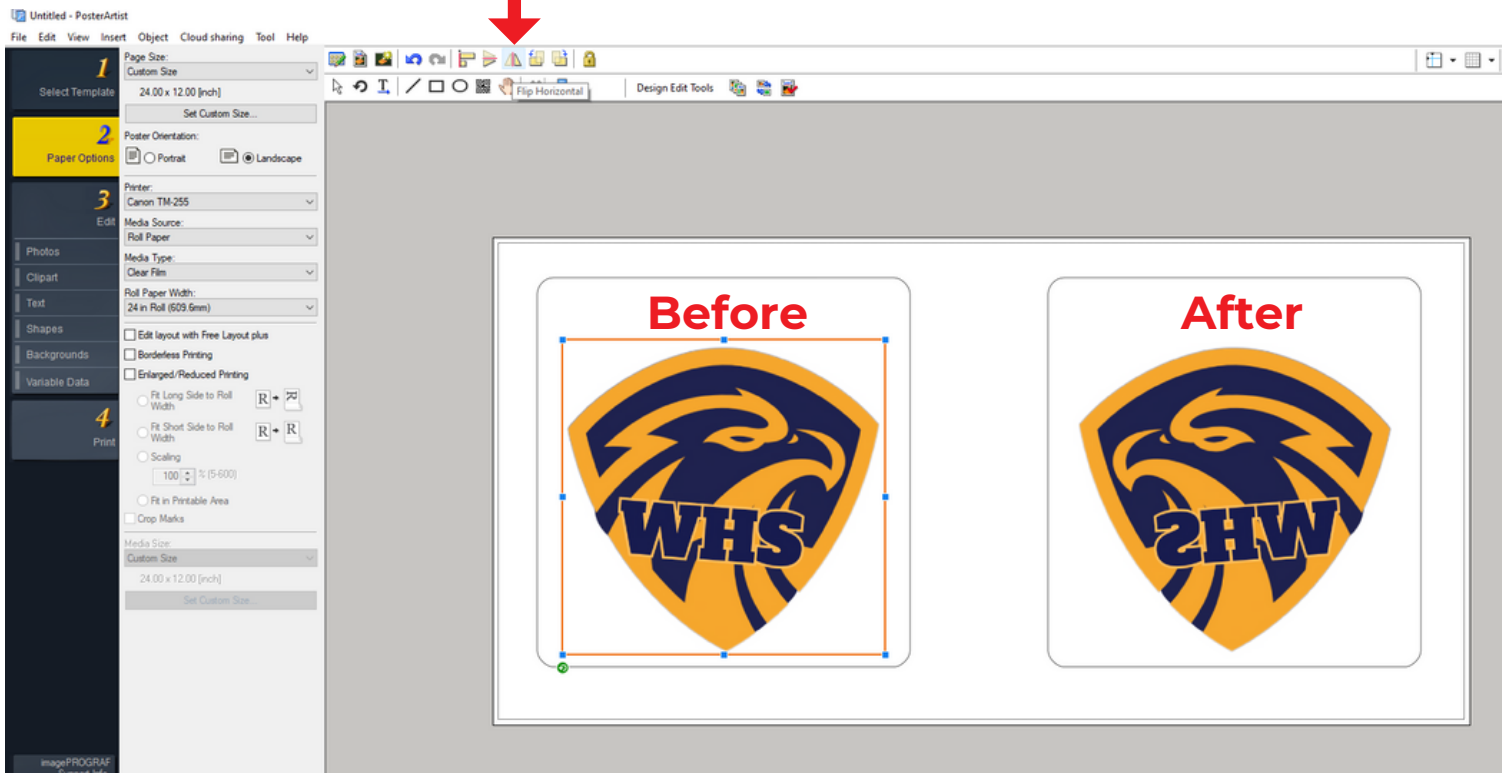 Untitled - PosterArtist
File Edit View Insert Object Cloud sharing Tool Help
1
Select Template
2
Paper Options
3
Edit
Photos
Clipart
Text
Shapes
Backgrounds
Variable Data
4
Print
imagePROGRAF
Page Size:
Custom Size
24.00 x 12.00 [inch]
Set Custom Size...
Poster Orientation:
Portrait Landscape
Printer:
Canon TM-255
Media Source:
Roll Paper
Media Type:
Clear Film
Roll Paper Width:
24 in Roll (609.6mm)
Edit layout with Free Layout plus
Borderless Printing
Enlarged/Reduced Printing
Fit Long Side to Roll
Width
R R
Fit Short Side to Roll
Width
R R
Scaling
100 % (5-600)
Fit in Printable Area
Crop Marks
Media Size:
Custom Size
24.00 x 12.00 [inch]
Set Custom Size...
Flip Horizontal
Design Edit Tools
Before
WHS
After
WHS